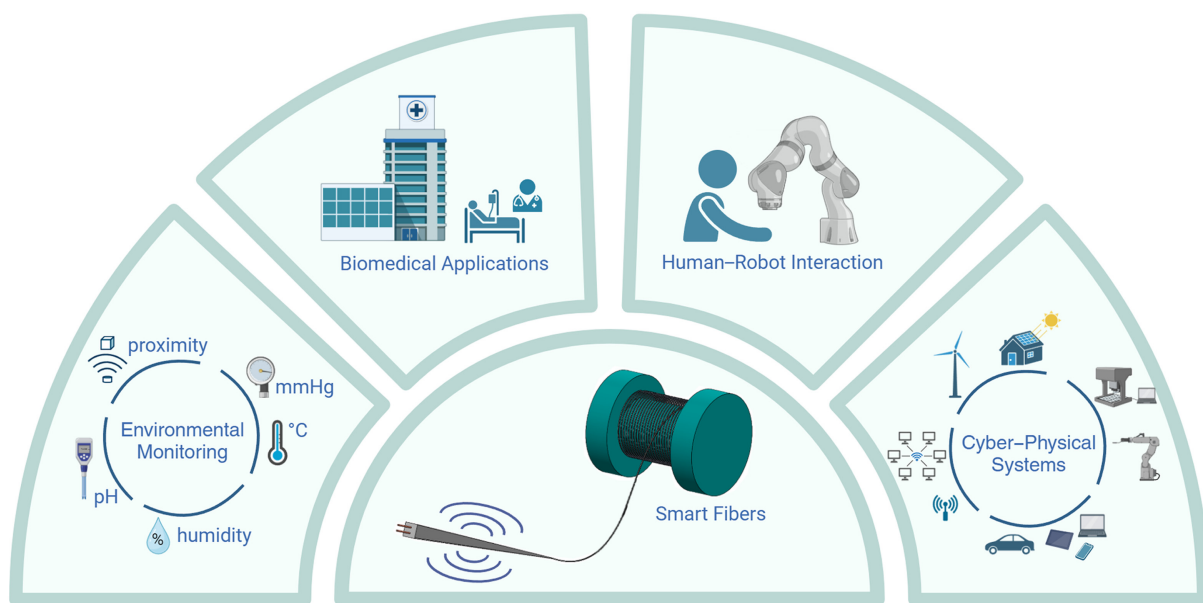 Biomedical Applications
Human–Robot Interaction
proximity
mmHg
°C
Environmental
Monitoring
pH
%
humidity
Smart Fibers
Cyber–Physical
Systems